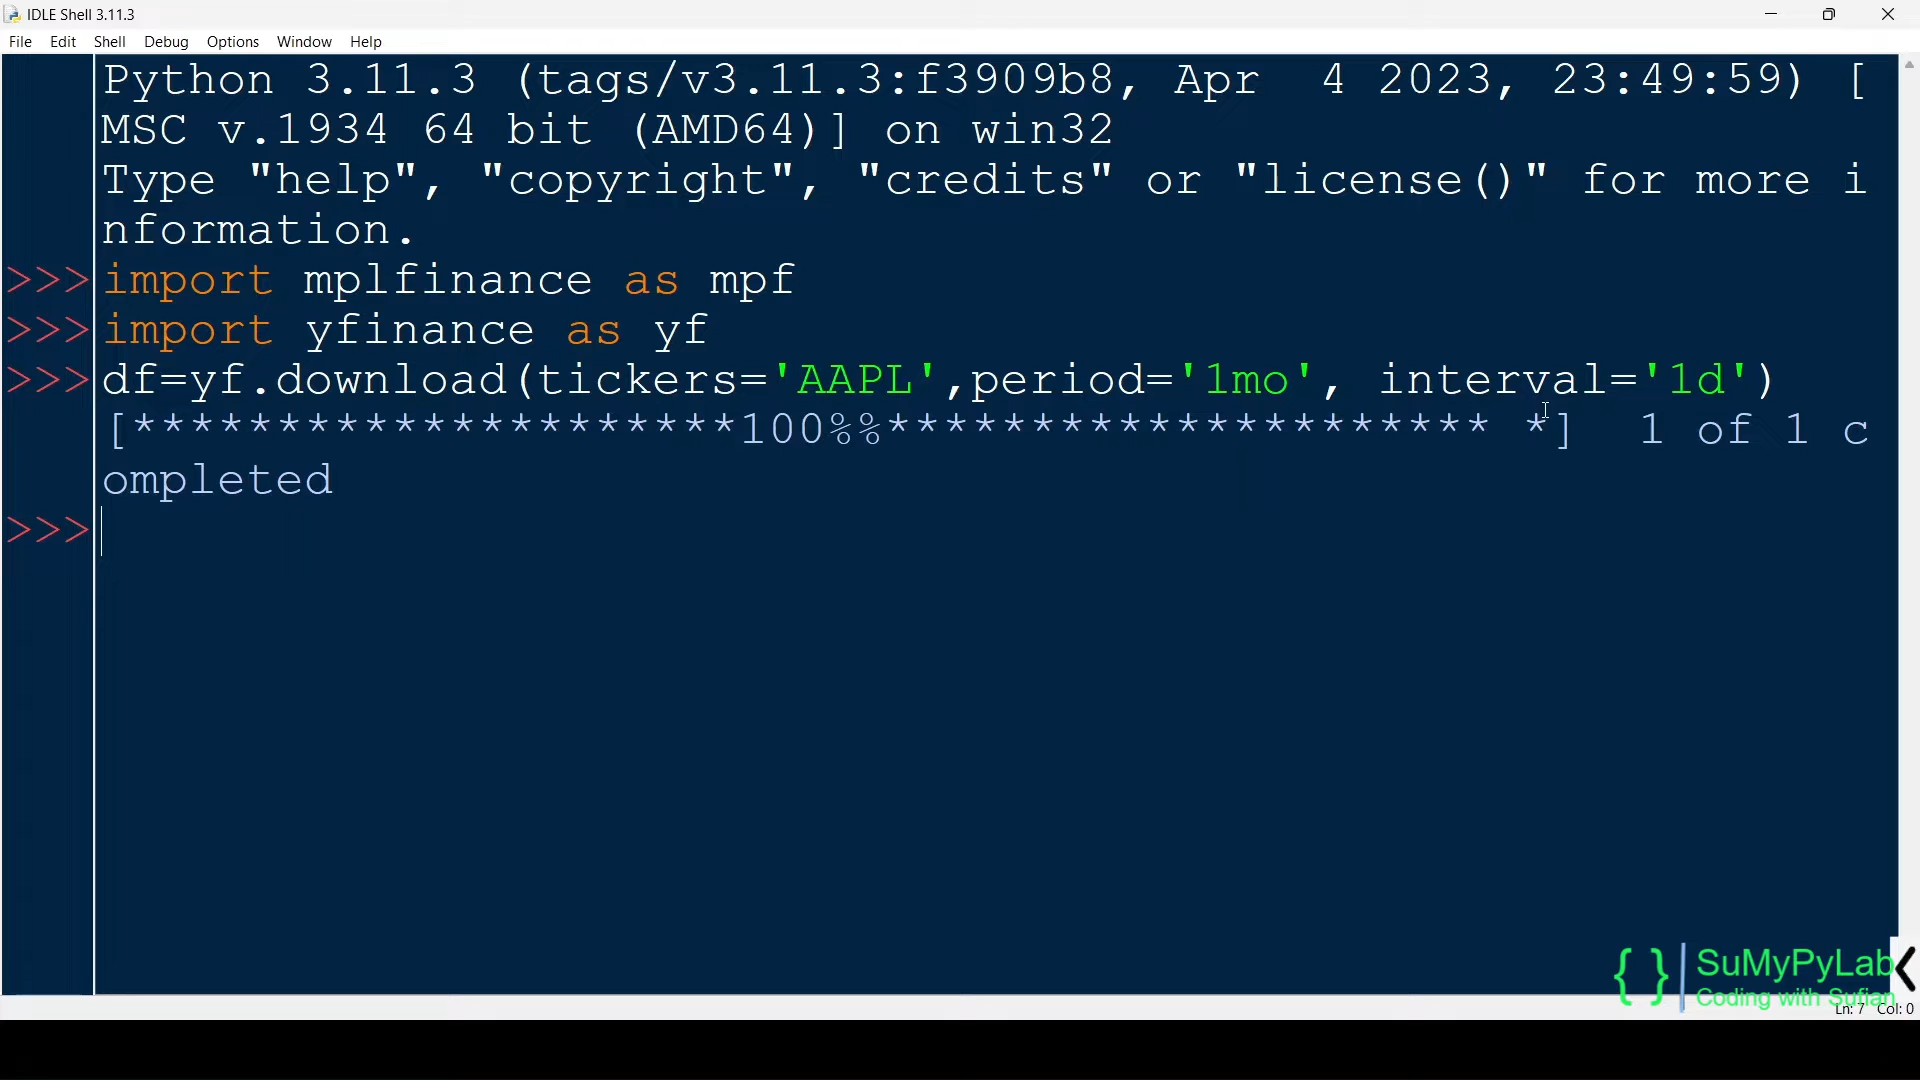 IDLE Shell 3.11.3
File Edit Shell Debug Options Window Help
Python 3.11.3 (tags/v3.11.3:f3909b8, Apr  4 2023, 23:49:59) [
MSC v.1934 64 bit (AMD64)] on win32
Type "help", "copyright", "credits" or "license()" for more i
nformation.
>>> import mplfinance as mpf
>>> import yfinance as yf
>>> df=yf.download(tickers='AAPL',period='1mo', interval='1d')
[*********************100%%********************* *]  1 of 1 c
ompleted
>>>
{ } SuMyPyLab
Coding with Sufian
Ln: 7 Col: 0